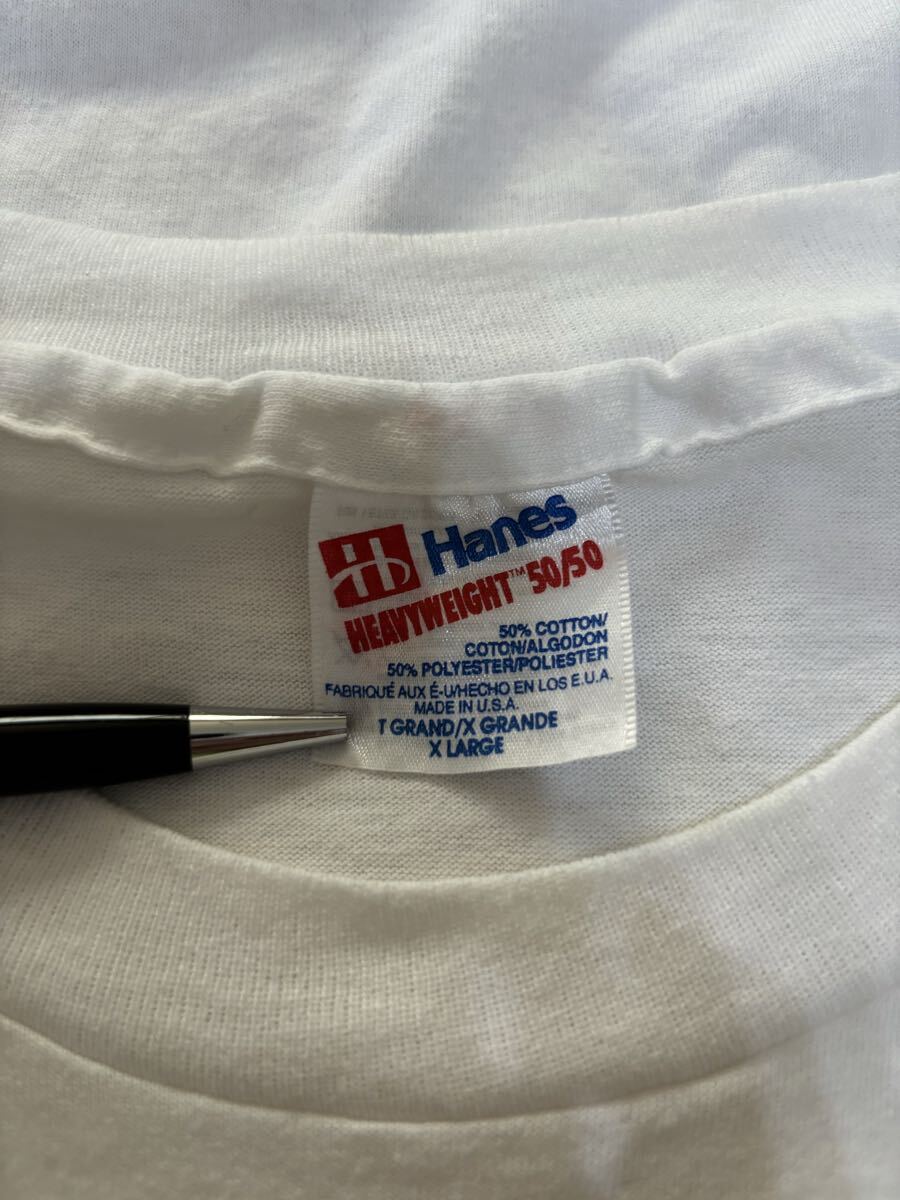 Hanes
HEAVYWEIGHT™ 50/50
50% COTTON/
COTON/ALGODON
50% POLYESTER/POLIESTER
FABRIQUÉ AUX É-U/HECHO EN LOS E.U.A.
MADE IN U.S.A.
T GRAND/X GRANDE
X LARGE